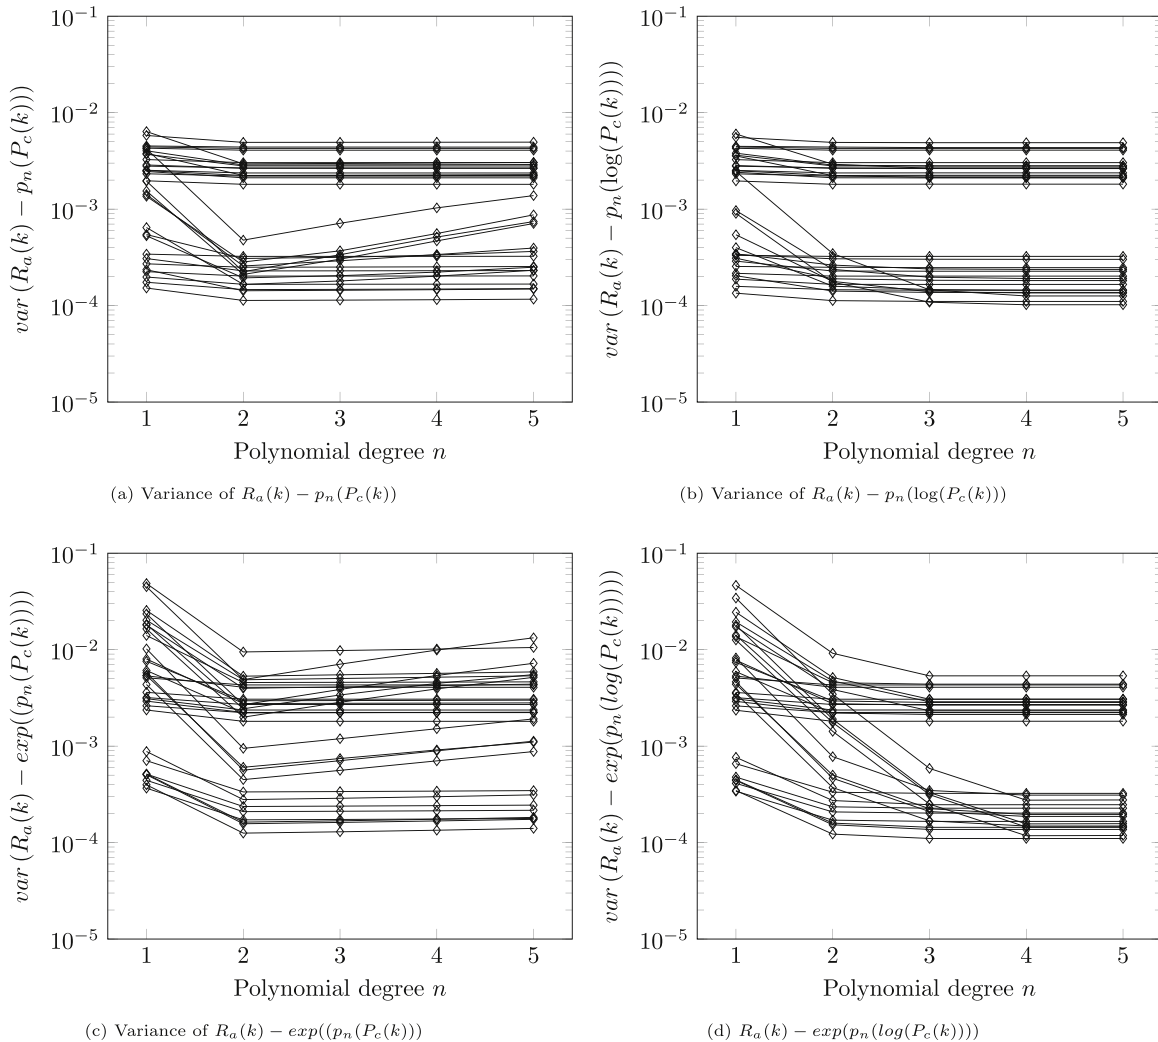 10⁻¹
10⁻²
10⁻³
10⁻⁴
10⁻⁵
var (R_a(k) − p_n(P_c(k)))
1 2 3 4 5
Polynomial degree n
(a) Variance of R_a(k) − p_n(P_c(k))
10⁻¹
10⁻²
10⁻³
10⁻⁴
10⁻⁵
var (R_a(k) − p_n(log(P_c(k))))
1 2 3 4 5
Polynomial degree n
(b) Variance of R_a(k) − p_n(log(P_c(k)))
10⁻¹
10⁻²
10⁻³
10⁻⁴
10⁻⁵
var (R_a(k) − exp((p_n(P_c(k))))
1 2 3 4 5
Polynomial degree n
(c) Variance of R_a(k) − exp((p_n(P_c(k)))
10⁻¹
10⁻²
10⁻³
10⁻⁴
10⁻⁵
var (R_a(k) − exp(p_n(log(P_c(k)))))
1 2 3 4 5
Polynomial degree n
(d) R_a(k) − exp(p_n(log(P_c(k))))